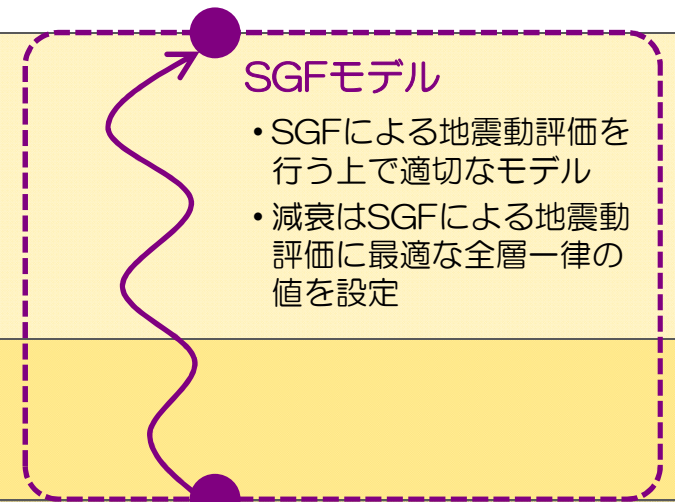 SGFモデル
・SGFによる地震動評価を
行う上で適切なモデル
・減衰はSGFによる地震動
評価に最適な全層一律の
値を設定